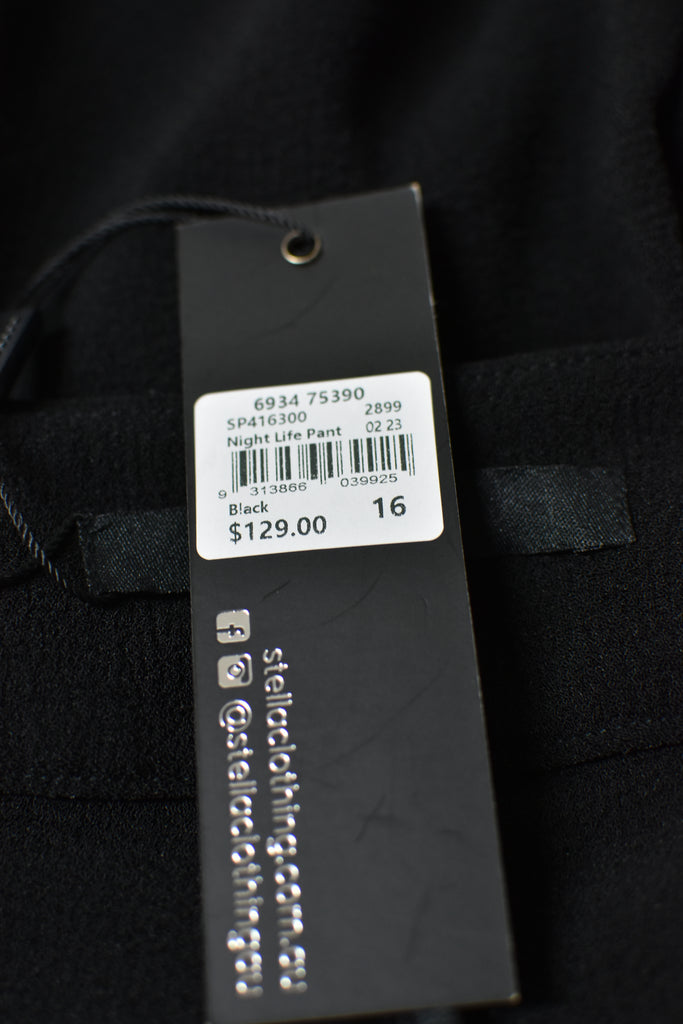 6934 75390
SP416300 2899
Night Life Pant 02 23
9 313866 039925
Black
$129.00 16
stellaclothing.com.au
@stellaclothingau